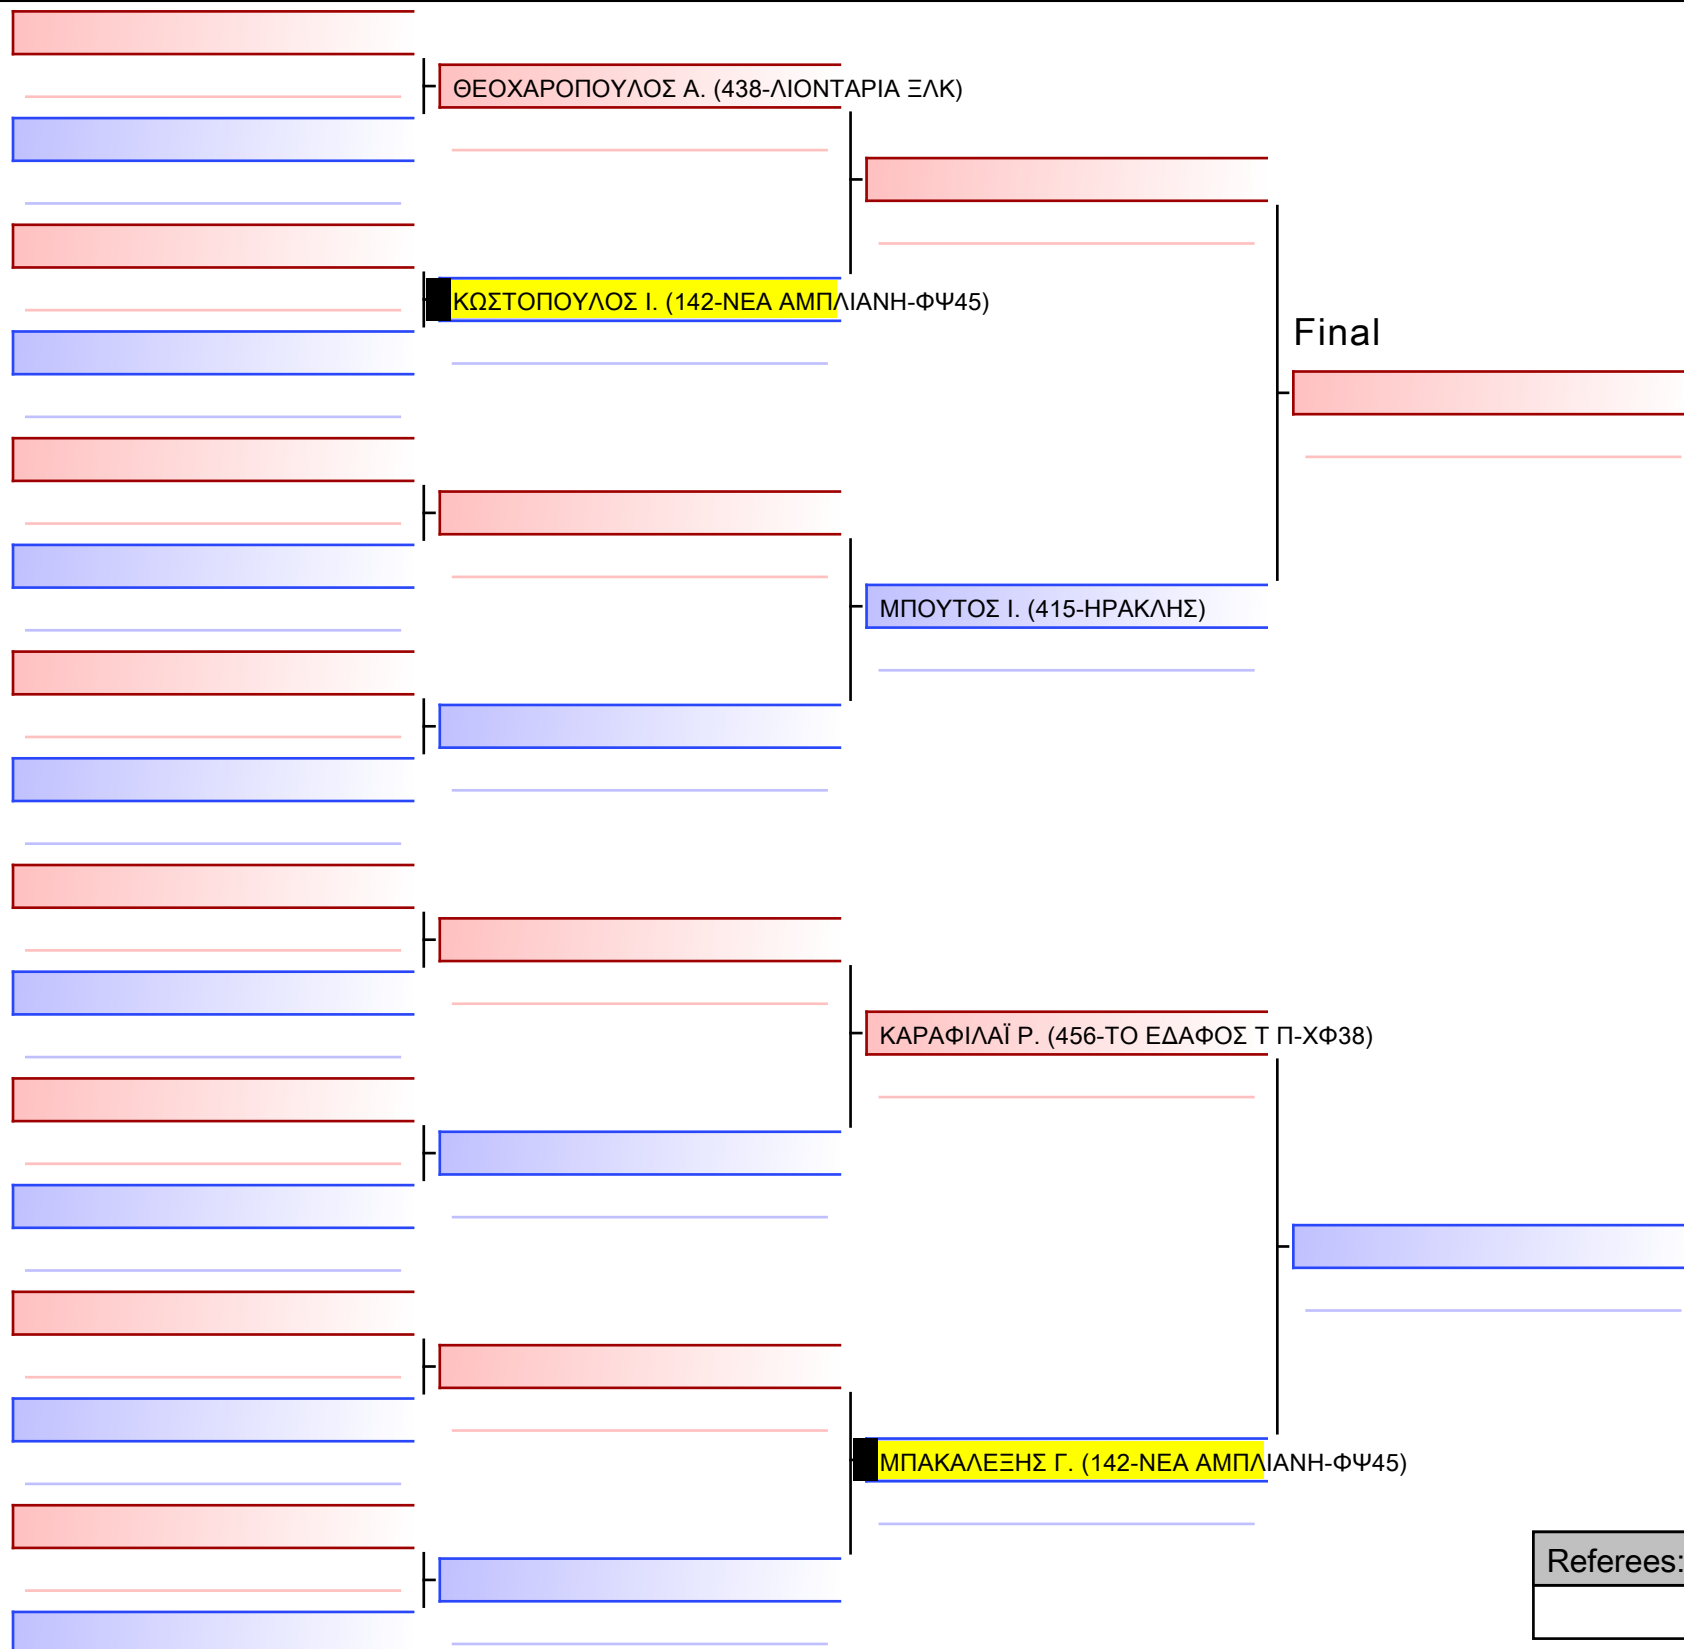 ΘΕΟΧΑΡΟΠΟΥΛΟΣ Α. (438-ΛΙΟΝΤΑΡΙΑ ΞΛΚ)
ΚΩΣΤΟΠΟΥΛΟΣ Ι. (142-ΝΕΑ ΑΜΠΛΙΑΝΗ-ΦΨ45)
Final
ΜΠΟΥΤΟΣ Ι. (415-ΗΡΑΚΛΗΣ)
ΚΑΡΑΦΙΛΑΪ Ρ. (456-ΤΟ ΕΔΑΦΟΣ Τ Π-ΧΦ38)
ΜΠΑΚΑΛΕΞΗΣ Γ. (142-ΝΕΑ ΑΜΠΛΙΑΝΗ-ΦΨ45)
Referees: